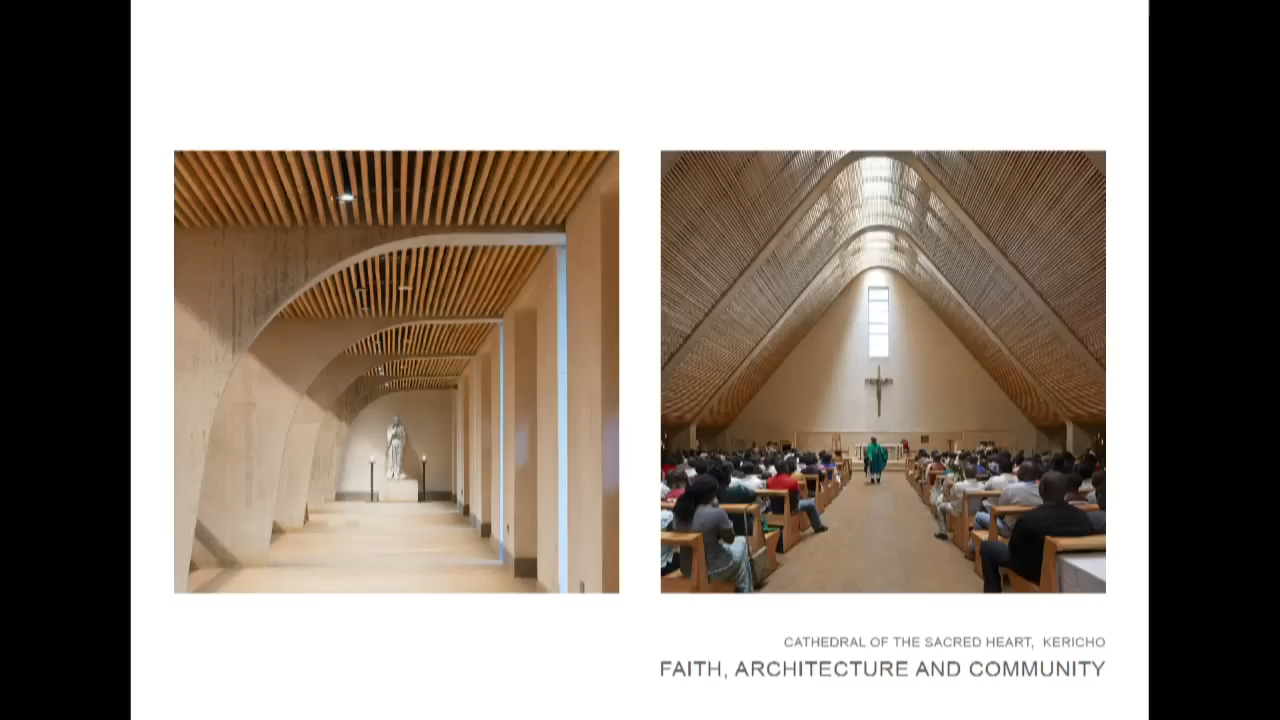 CATHEDRAL OF THE SACRED HEART, KERICHO
FAITH, ARCHITECTURE AND COMMUNITY